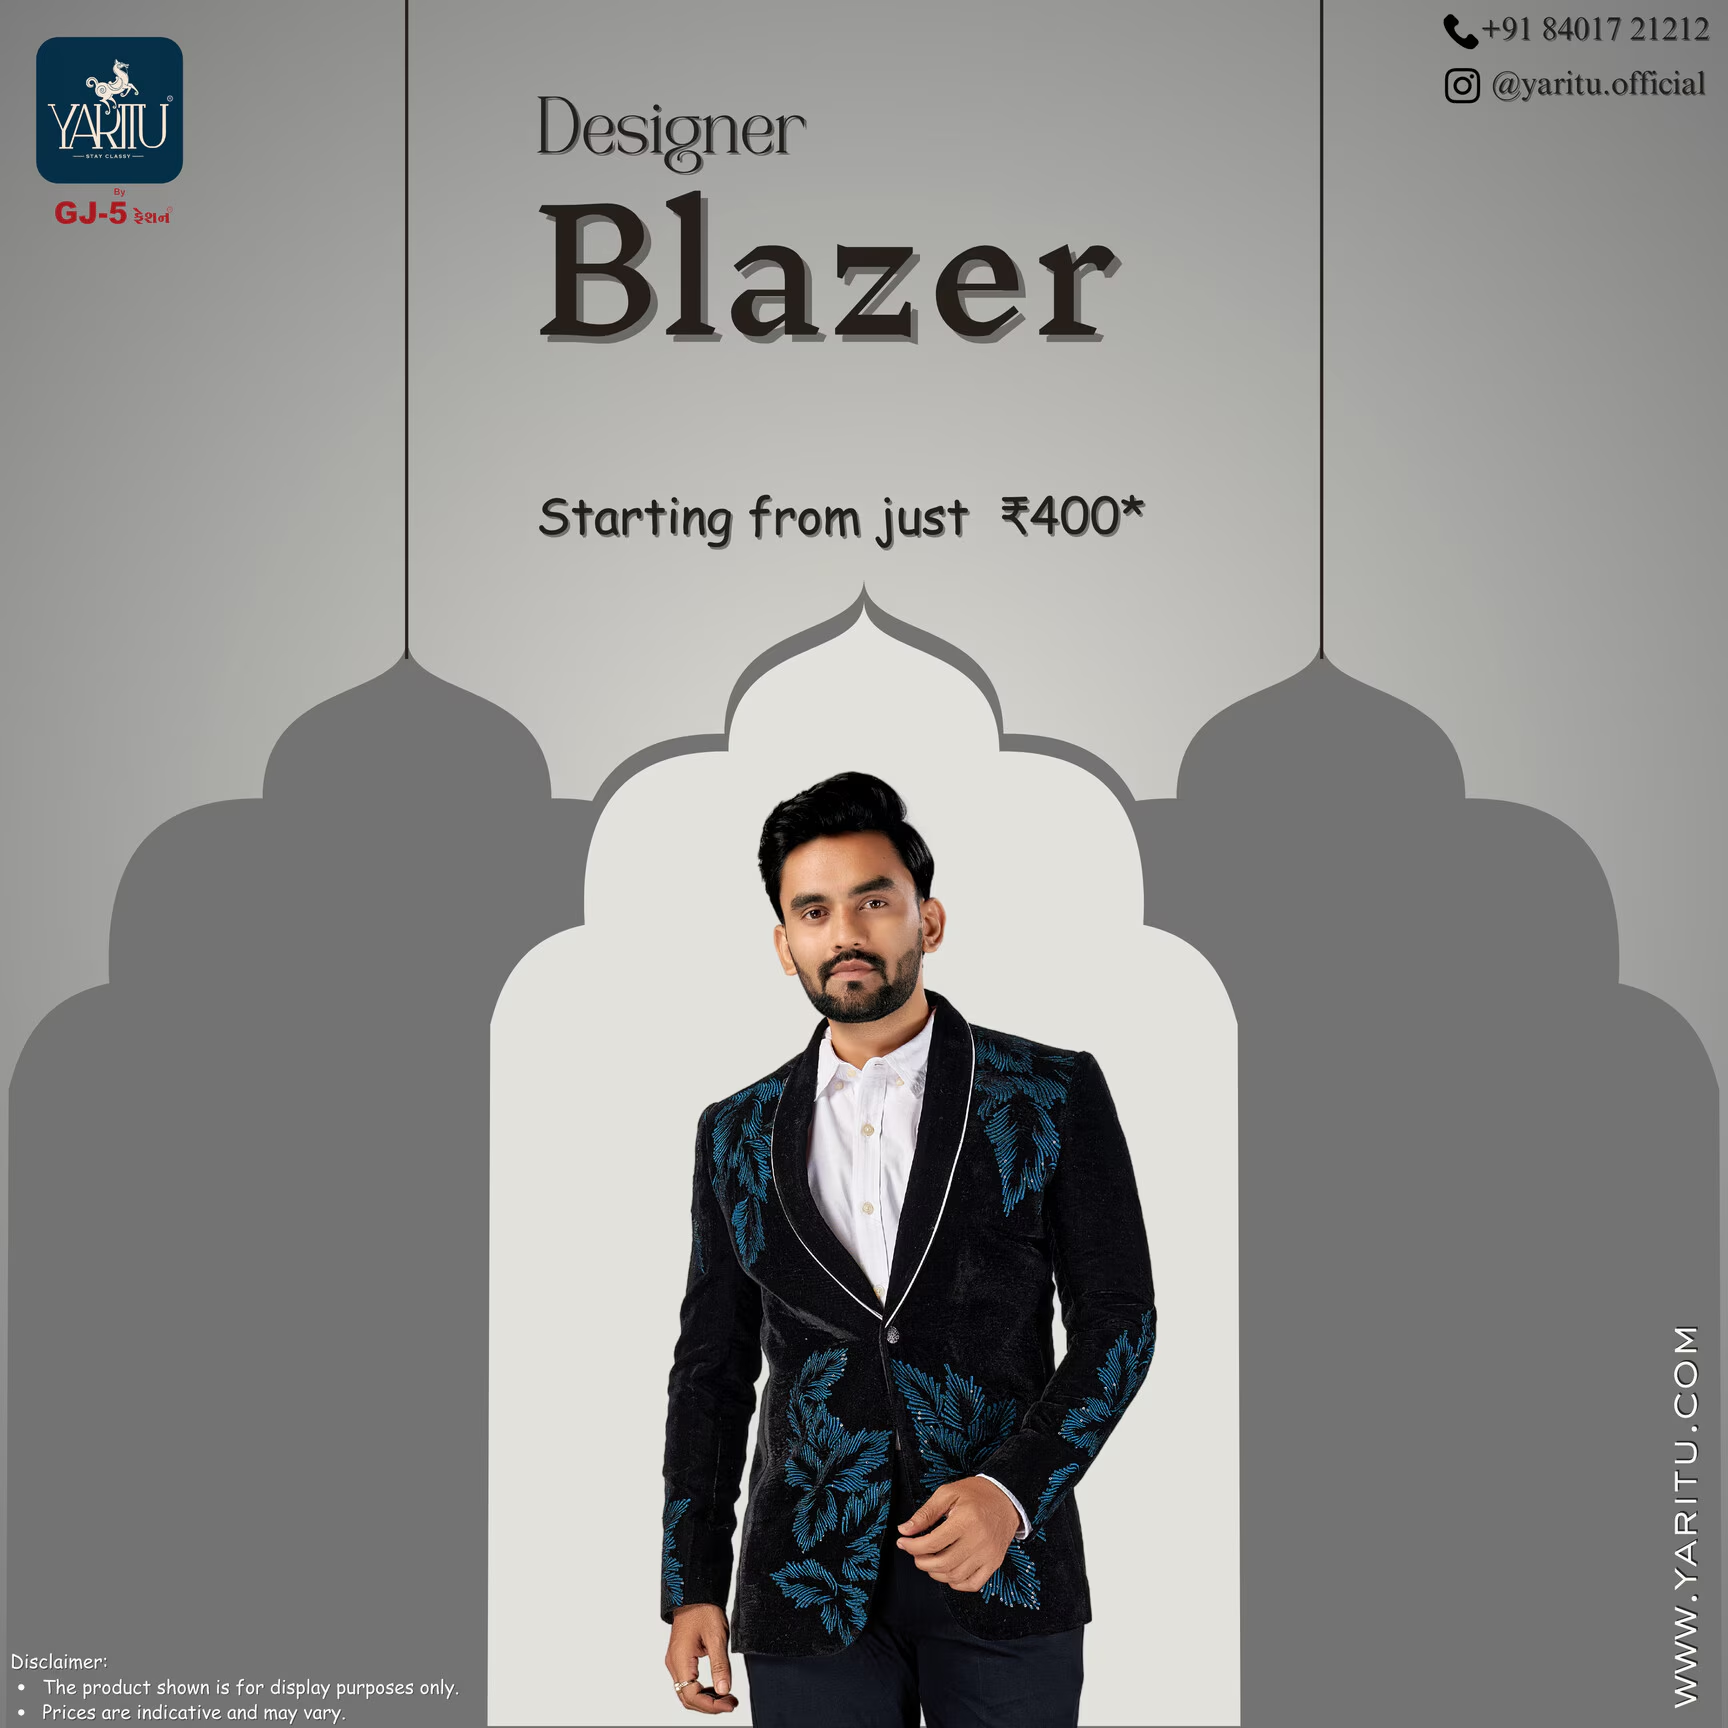 YARITU
STAY CLASSY
By
GJ-5 ફેશન
+91 84017 21212
@yaritu.official
Designer
Blazer
Starting from just ₹400*
WWW.YARITU.COM
Disclaimer:
• The product shown is for display purposes only.
• Prices are indicative and may vary.